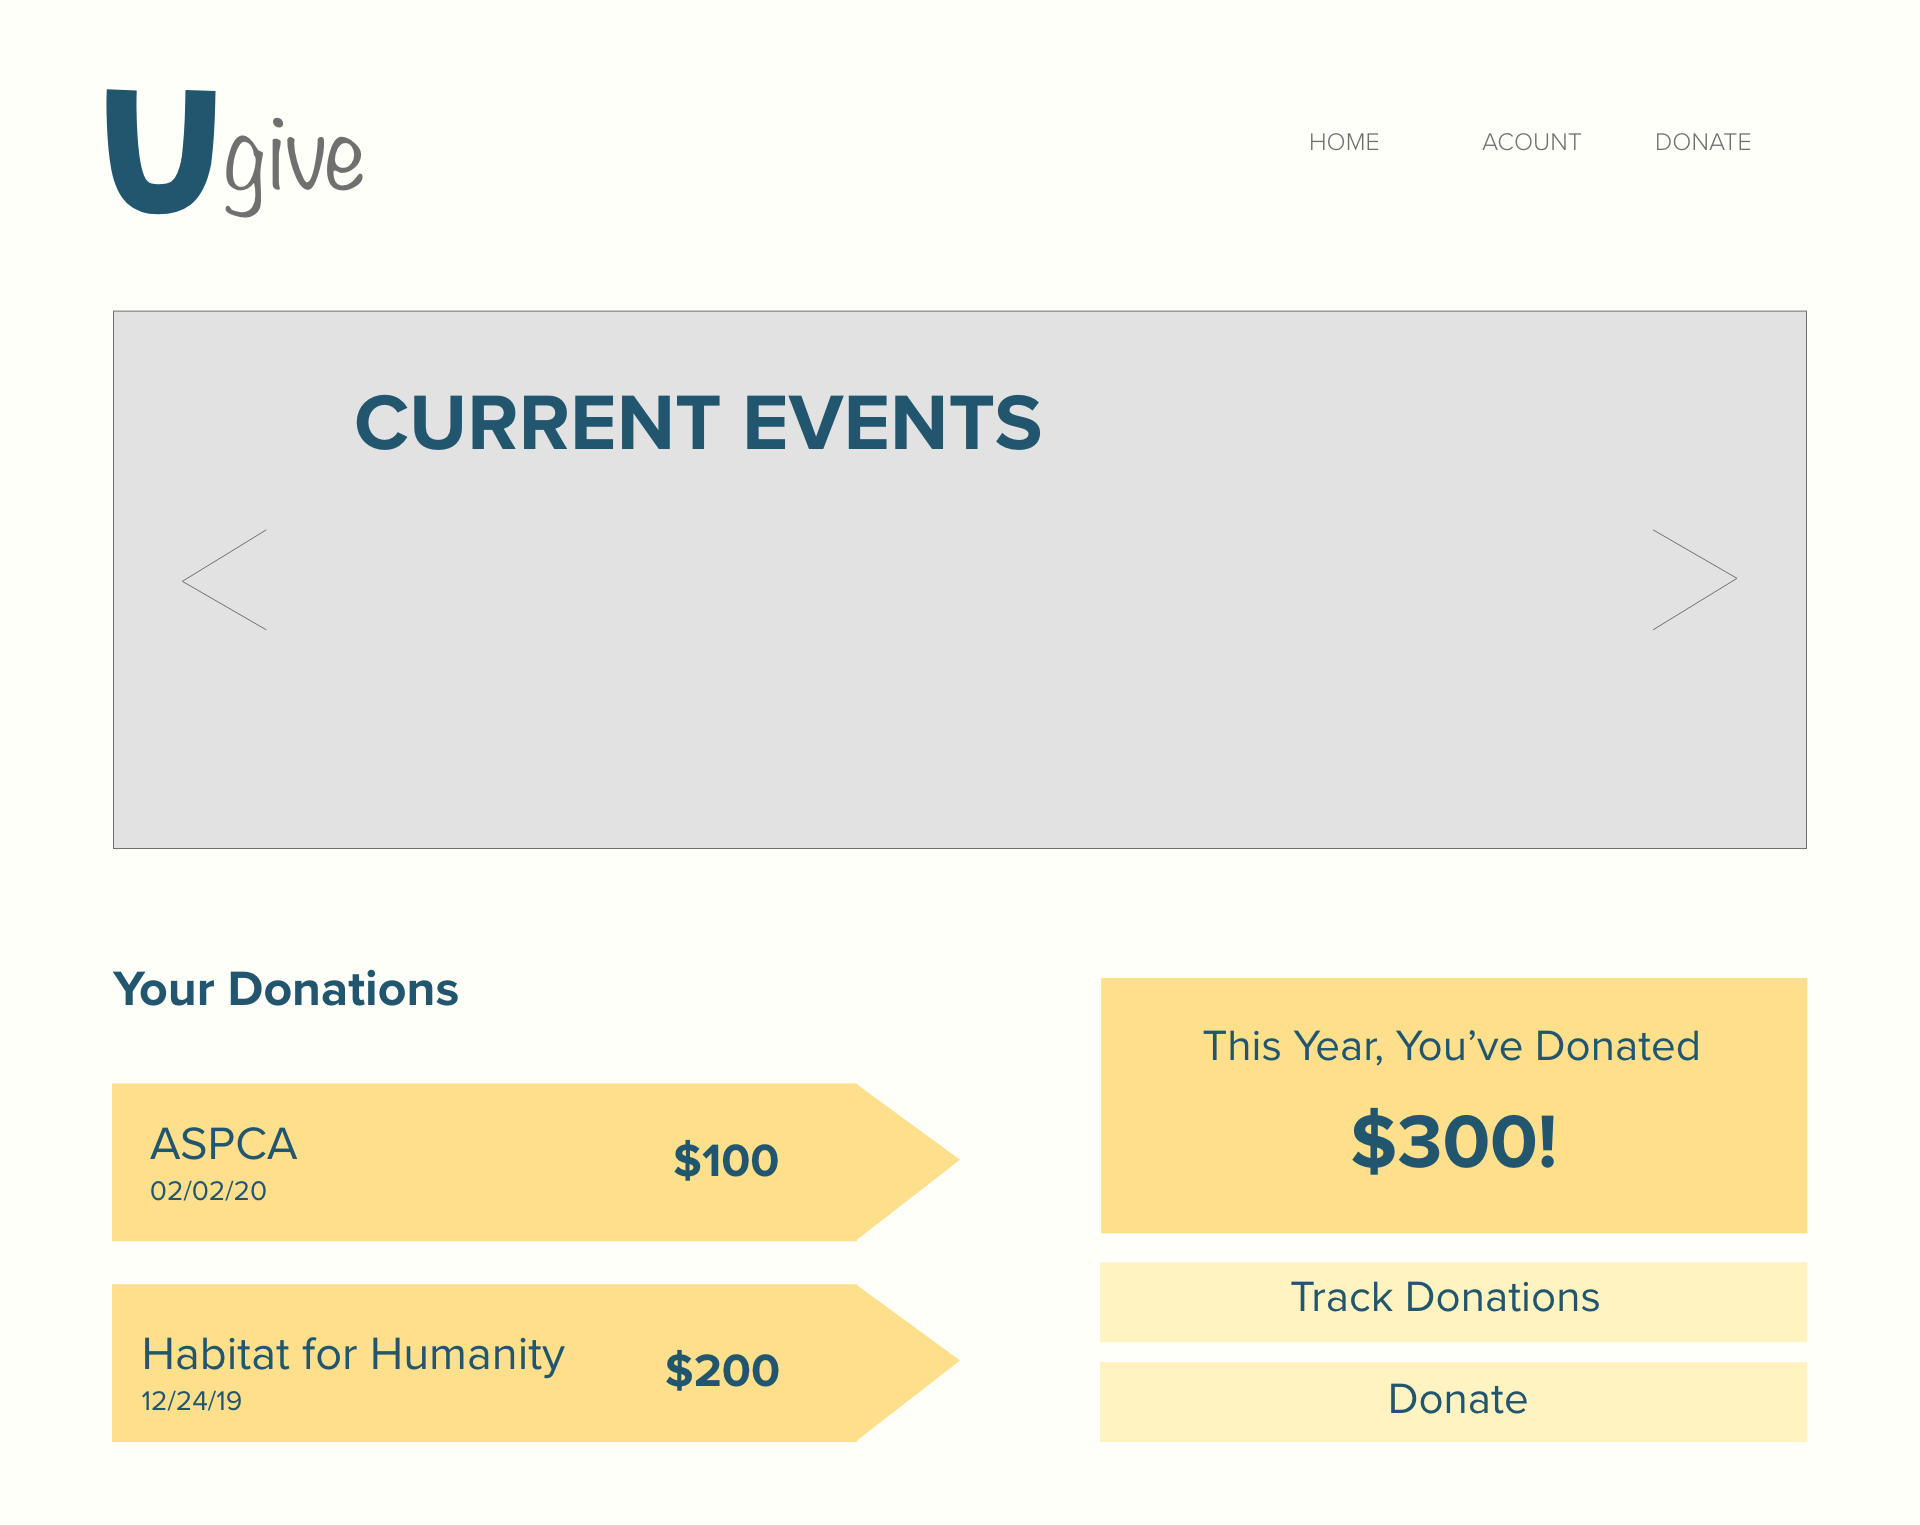 Ugive
HOME ACOUNT DONATE
CURRENT EVENTS
Your Donations
ASPCA
02/02/20
$100
Habitat for Humanity
12/24/19
$200
This Year, You’ve Donated
$300!
Track Donations
Donate